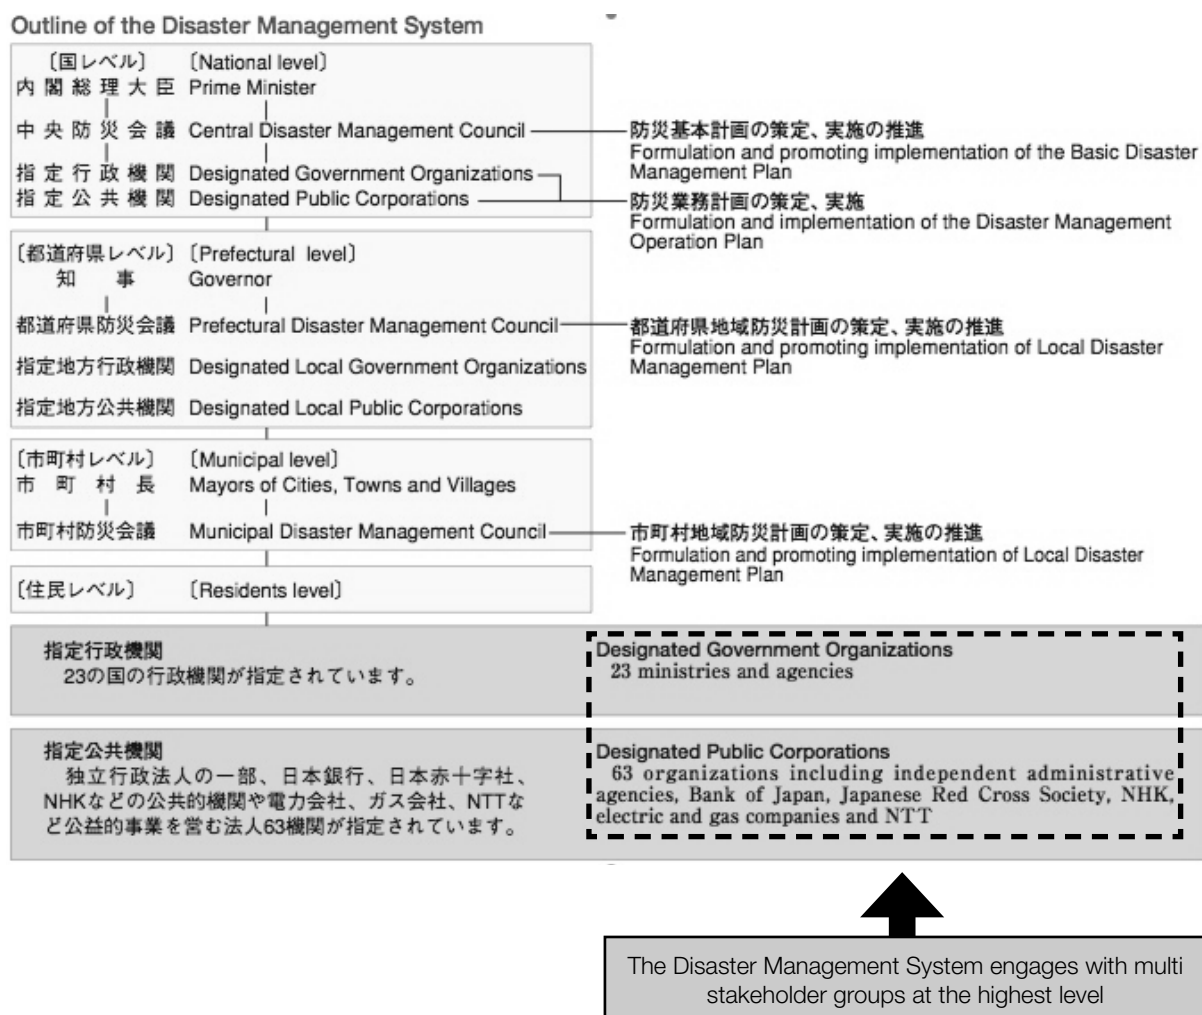 Outline of the Disaster Management System
〔国レベル〕 〔National level〕
内閣総理大臣 Prime Minister
中央防災会議 Central Disaster Management Council
防災基本計画の策定、実施の推進
Formulation and promoting implementation of the Basic Disaster
Management Plan
指定行政機関 Designated Government Organizations
指定公共機関 Designated Public Corporations
防災業務計画の策定、実施
Formulation and implementation of the Disaster Management
Operation Plan
〔都道府県レベル〕 〔Prefectural level〕
知事 Governor
都道府県防災会議 Prefectural Disaster Management Council
都道府県地域防災計画の策定、実施の推進
Formulation and promoting implementation of Local Disaster
Management Plan
指定地方行政機関 Designated Local Government Organizations
指定地方公共機関 Designated Local Public Corporations
〔市町村レベル〕 〔Municipal level〕
市町村長 Mayors of Cities, Towns and Villages
市町村防災会議 Municipal Disaster Management Council
市町村地域防災計画の策定、実施の推進
Formulation and promoting implementation of Local Disaster
Management Plan
〔住民レベル〕 〔Residents level〕
指定行政機関
23の国の行政機関が指定されています。
Designated Government Organizations
23 ministries and agencies
指定公共機関
独立行政法人の一部、日本銀行、日本赤十字社、
NHKなどの公共的機関や電力会社、ガス会社、NTTな
ど公益的事業を営む法人63機関が指定されています。
Designated Public Corporations
63 organizations including independent administrative
agencies, Bank of Japan, Japanese Red Cross Society, NHK,
electric and gas companies and NTT
The Disaster Management System engages with multi
stakeholder groups at the highest level